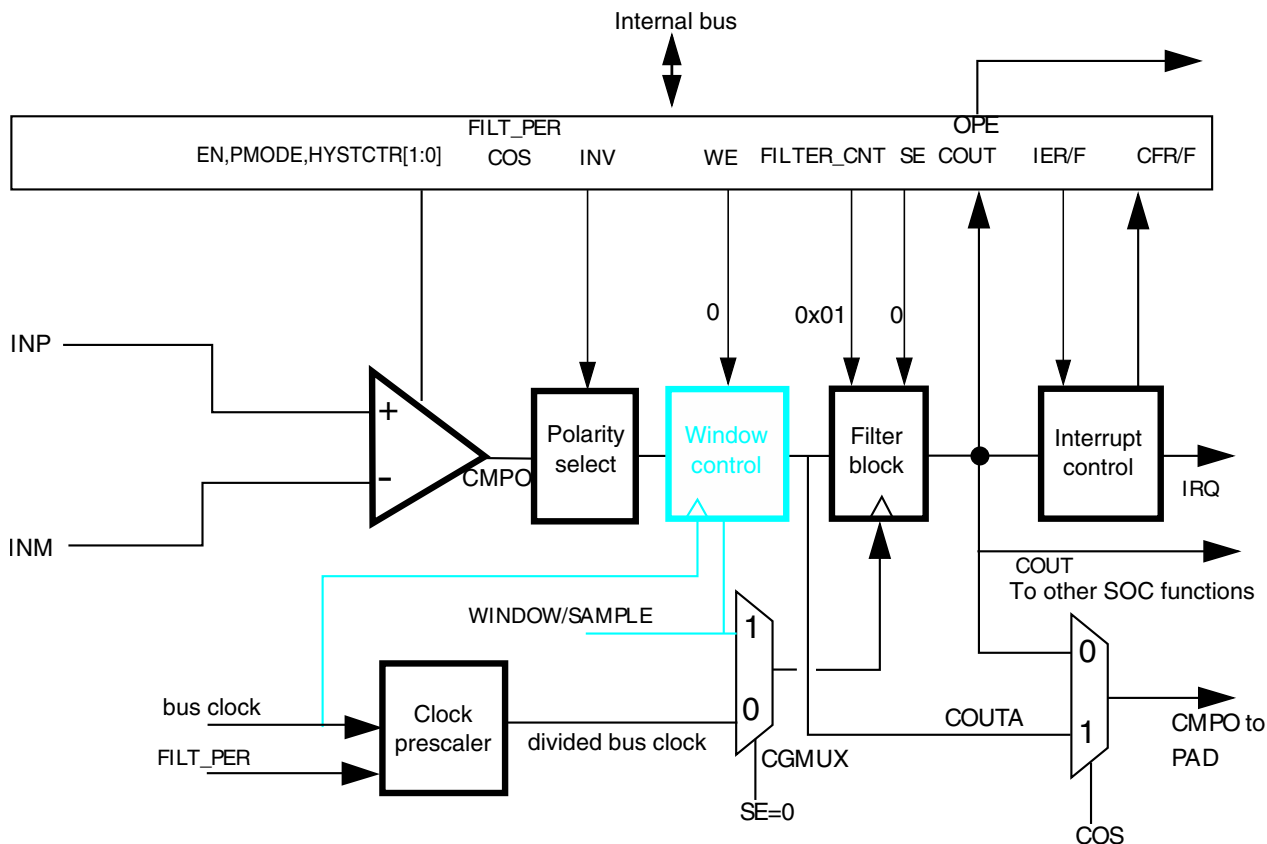 Internal bus
FILT_PER
OPE
EN,PMODE,HYSTCTR[1:0]
COS
INV
WE
FILTER_CNT
SE
COUT
IER/F
CFR/F
0
0x01
0
INP
INM
+
-
CMPO
Polarity
select
Window
control
Filter
block
Interrupt
control
IRQ
COUT
To other SOC functions
WINDOW/SAMPLE
1
0
CGMUX
SE=0
bus clock
FILT_PER
Clock
prescaler
divided bus clock
COUTA
0
1
CMPO to
PAD
COS